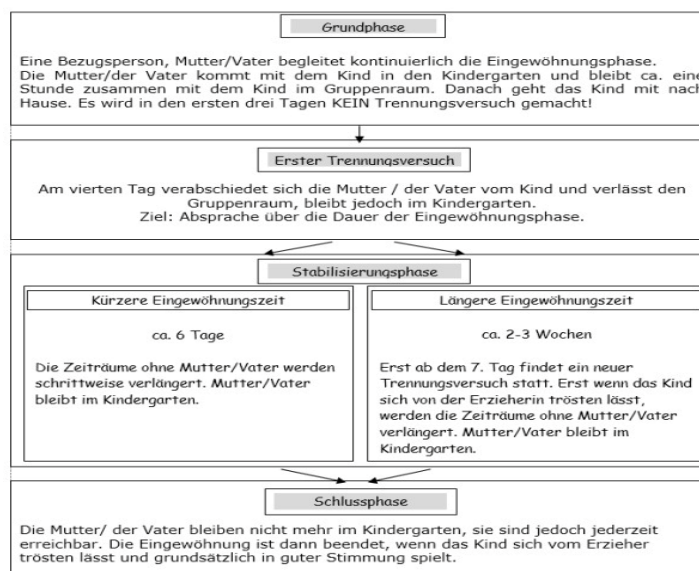 Grundphase
Eine Bezugsperson, Mutter/Vater begleitet kontinuierlich die Eingewöhnungsphase.
Die Mutter/der Vater kommt mit dem Kind in den Kindergarten und bleibt ca. eine
Stunde zusammen mit dem Kind im Gruppenraum. Danach geht das Kind mit nach
Hause. Es wird in den ersten drei Tagen KEIN Trennungsversuch gemacht!
Erster Trennungsversuch
Am vierten Tag verabschiedet sich die Mutter / der Vater vom Kind und verlässt den
Gruppenraum, bleibt jedoch im Kindergarten.
Ziel: Absprache über die Dauer der Eingewöhnungsphase.
Stabilisierungsphase
Kürzere Eingewöhnungszeit
ca. 6 Tage
Die Zeiträume ohne Mutter/Vater werden
schrittweise verlängert. Mutter/Vater
bleibt im Kindergarten.
Längere Eingewöhnungszeit
ca. 2-3 Wochen
Erst ab dem 7. Tag findet ein neuer
Trennungsversuch statt. Erst wenn das Kind
sich von der Erzieherin trösten lässt,
werden die Zeiträume ohne Mutter/Vater
verlängert. Mutter/Vater bleibt im
Kindergarten.
Schlussphase
Die Mutter/ der Vater bleiben nicht mehr im Kindergarten, sie sind jedoch jederzeit
erreichbar. Die Eingewöhnung ist dann beendet, wenn das Kind sich vom Erzieher
trösten lässt und grundsätzlich in guter Stimmung spielt.